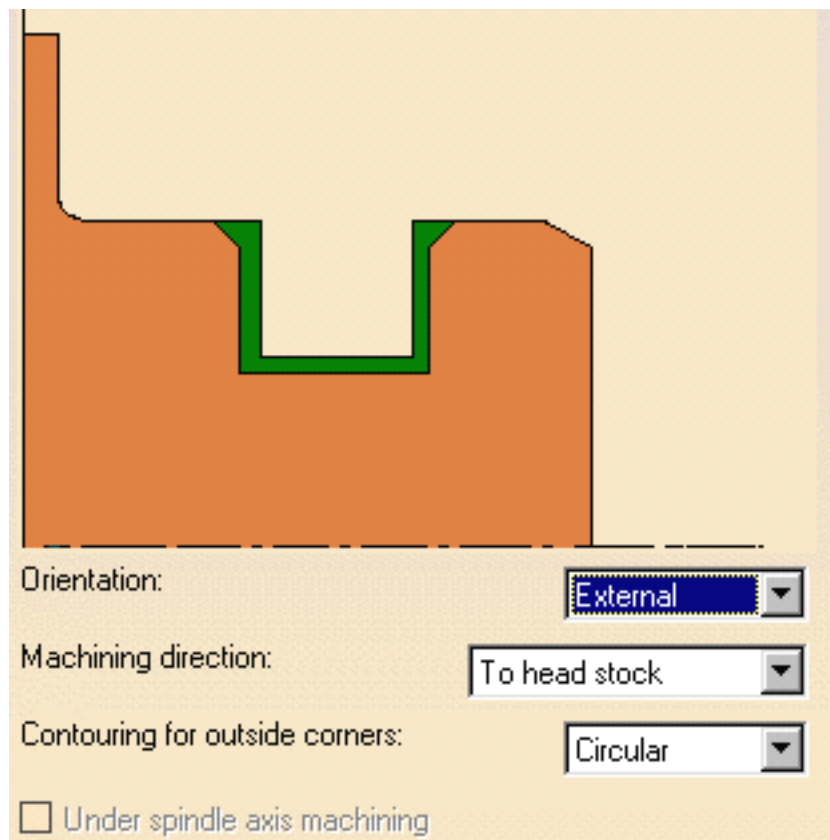 Orientation:
External
Machining direction:
To head stock
Contouring for outside corners:
Circular
Under spindle axis machining